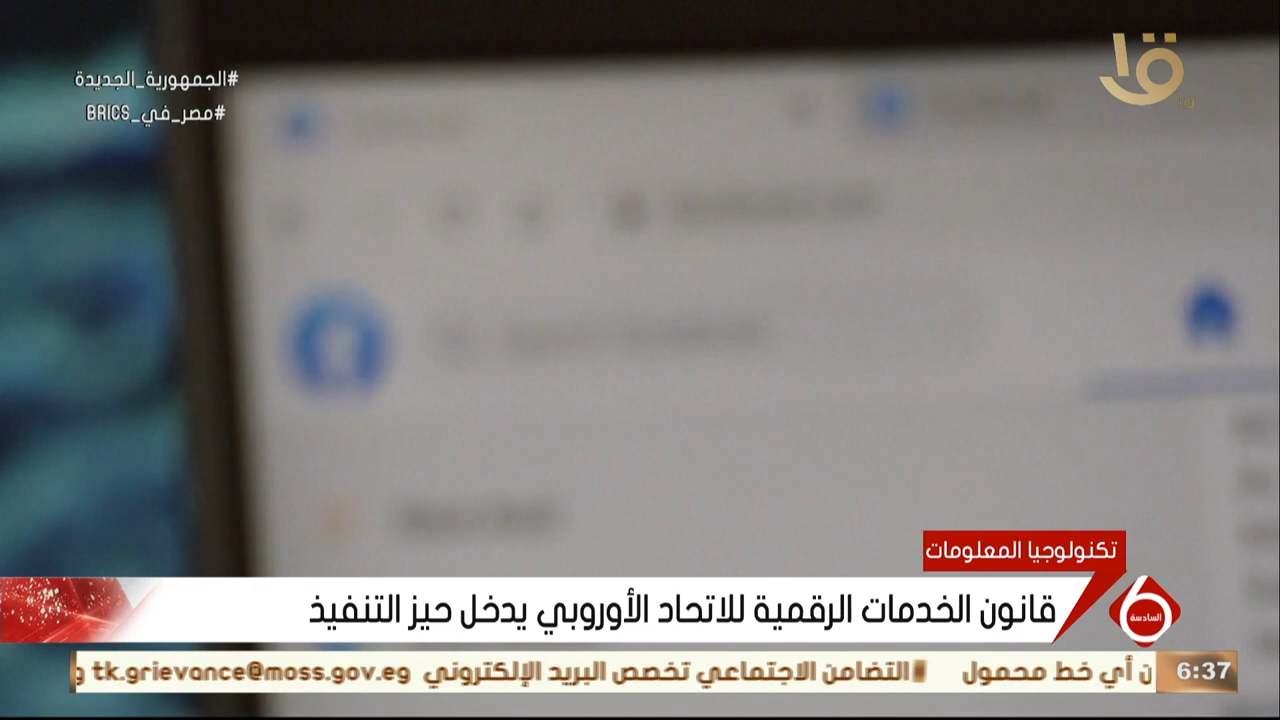 #الجمهورية_الجديدة
#مصر_في_BRICS
تكنولوجيا المعلومات
قانون الخدمات الرقمية للاتحاد الأوروبي يدخل حيز التنفيذ
السادسة
6:37
ن أي خط محمول التضامن الاجتماعي تخصص البريد الإلكتروني tk.grievance@moss.gov.eg و